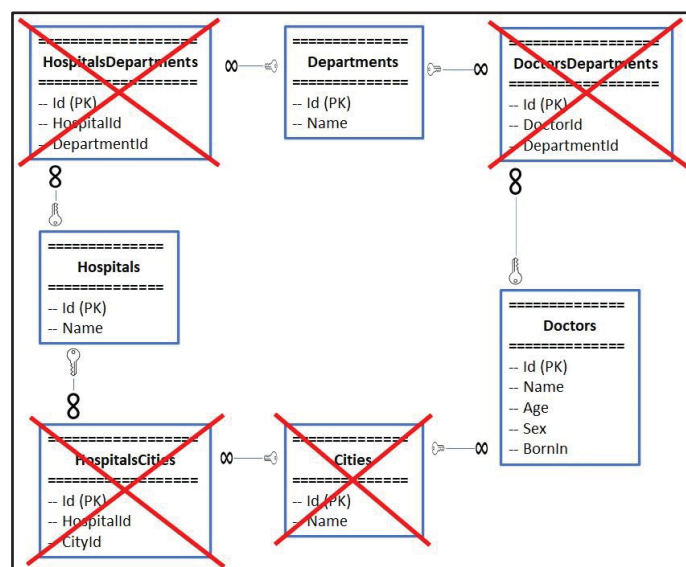 ==================
HospitalsDepartments
==================
-- Id (PK)
-- HospitalId
-- DepartmentId
∞
==============
Departments
==============
-- Id (PK)
-- Name
∞
==================
DoctorsDepartments
==================
-- Id (PK)
-- DoctorId
-- DepartmentId
∞
∞
==============
Hospitals
==============
-- Id (PK)
-- Name
==============
Doctors
==============
-- Id (PK)
-- Name
-- Age
-- Sex
-- BornIn
∞
==================
HospitalsCities
==================
-- Id (PK)
-- HospitalId
-- CityId
∞
==============
Cities
==============
-- Id (PK)
-- Name
∞